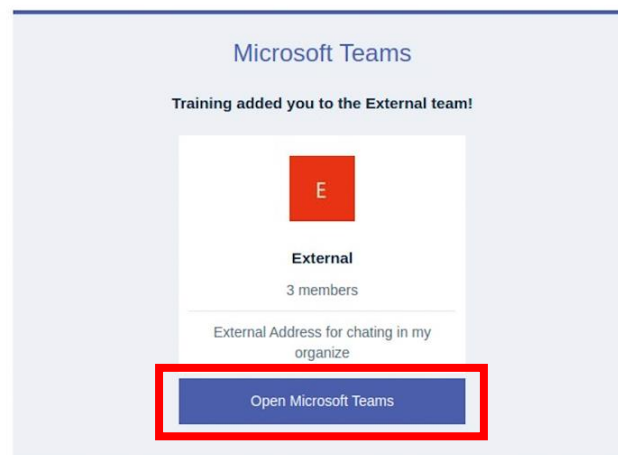 Microsoft Teams
Training added you to the External team!
E
External
3 members
External Address for chating in my
organize
Open Microsoft Teams